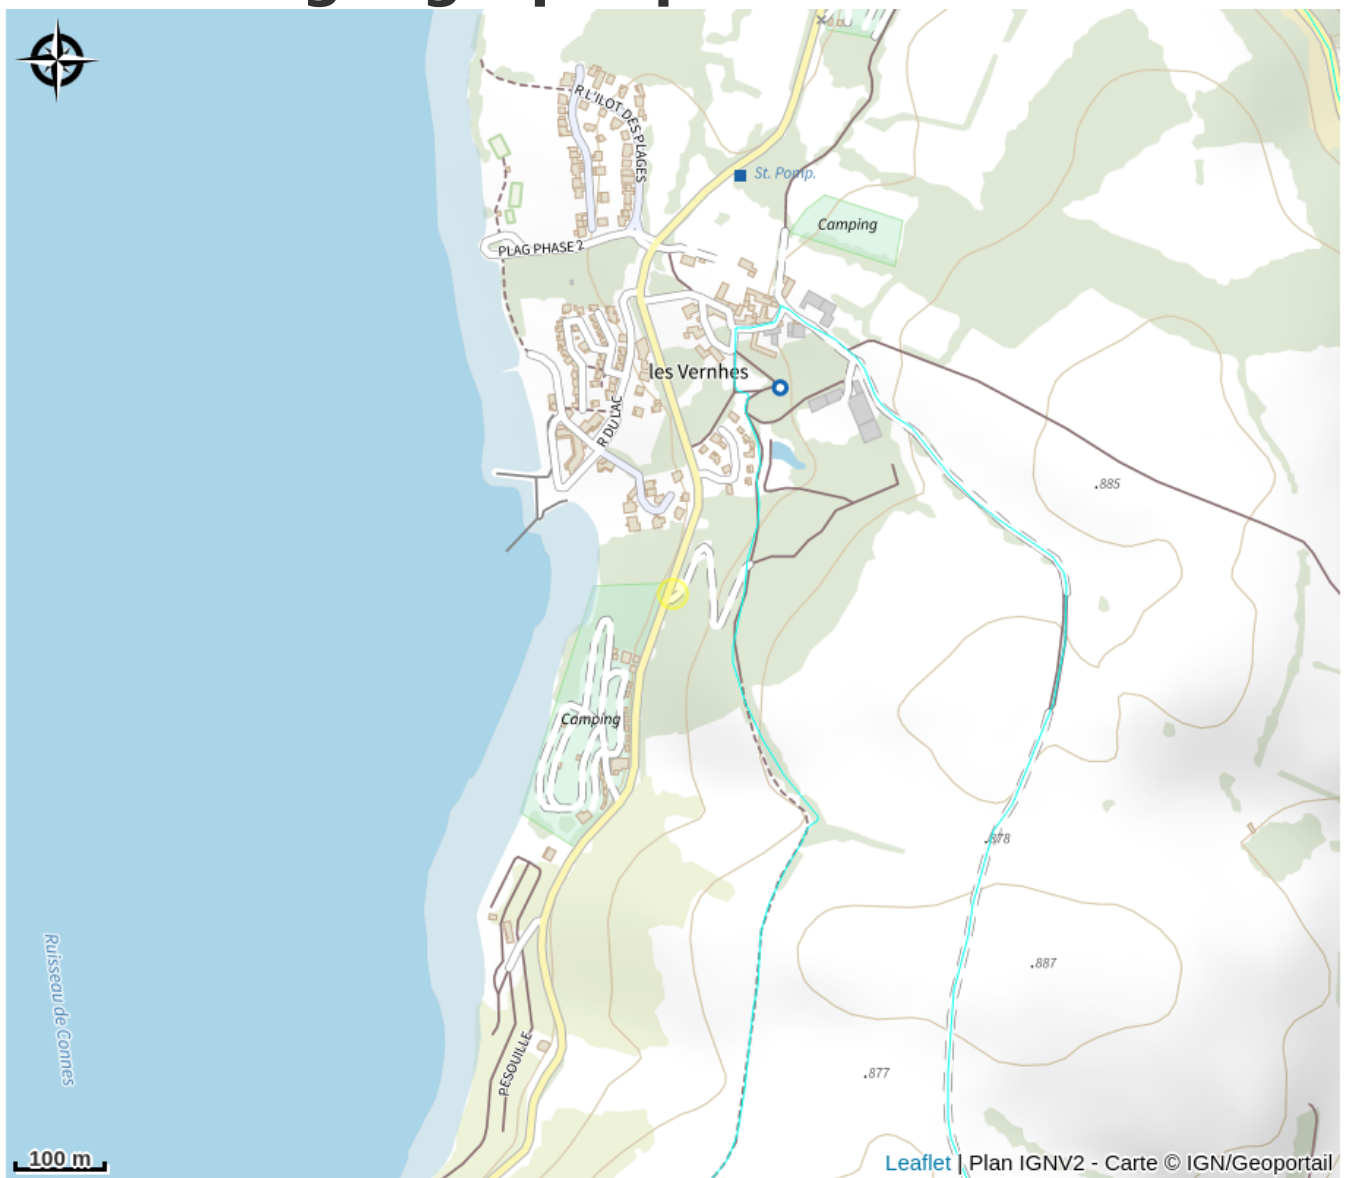 R L'ILOT DES PLAGES
St. Pomp.
Camping
PLAG PHASE 2
les Vernhes
R DU LAC
.885
Camping
.878
Ruisseau de Connes
.887
PESOUILLE
.877
100 m
Leaflet | Plan IGNV2 - Carte © IGN/Geoportail